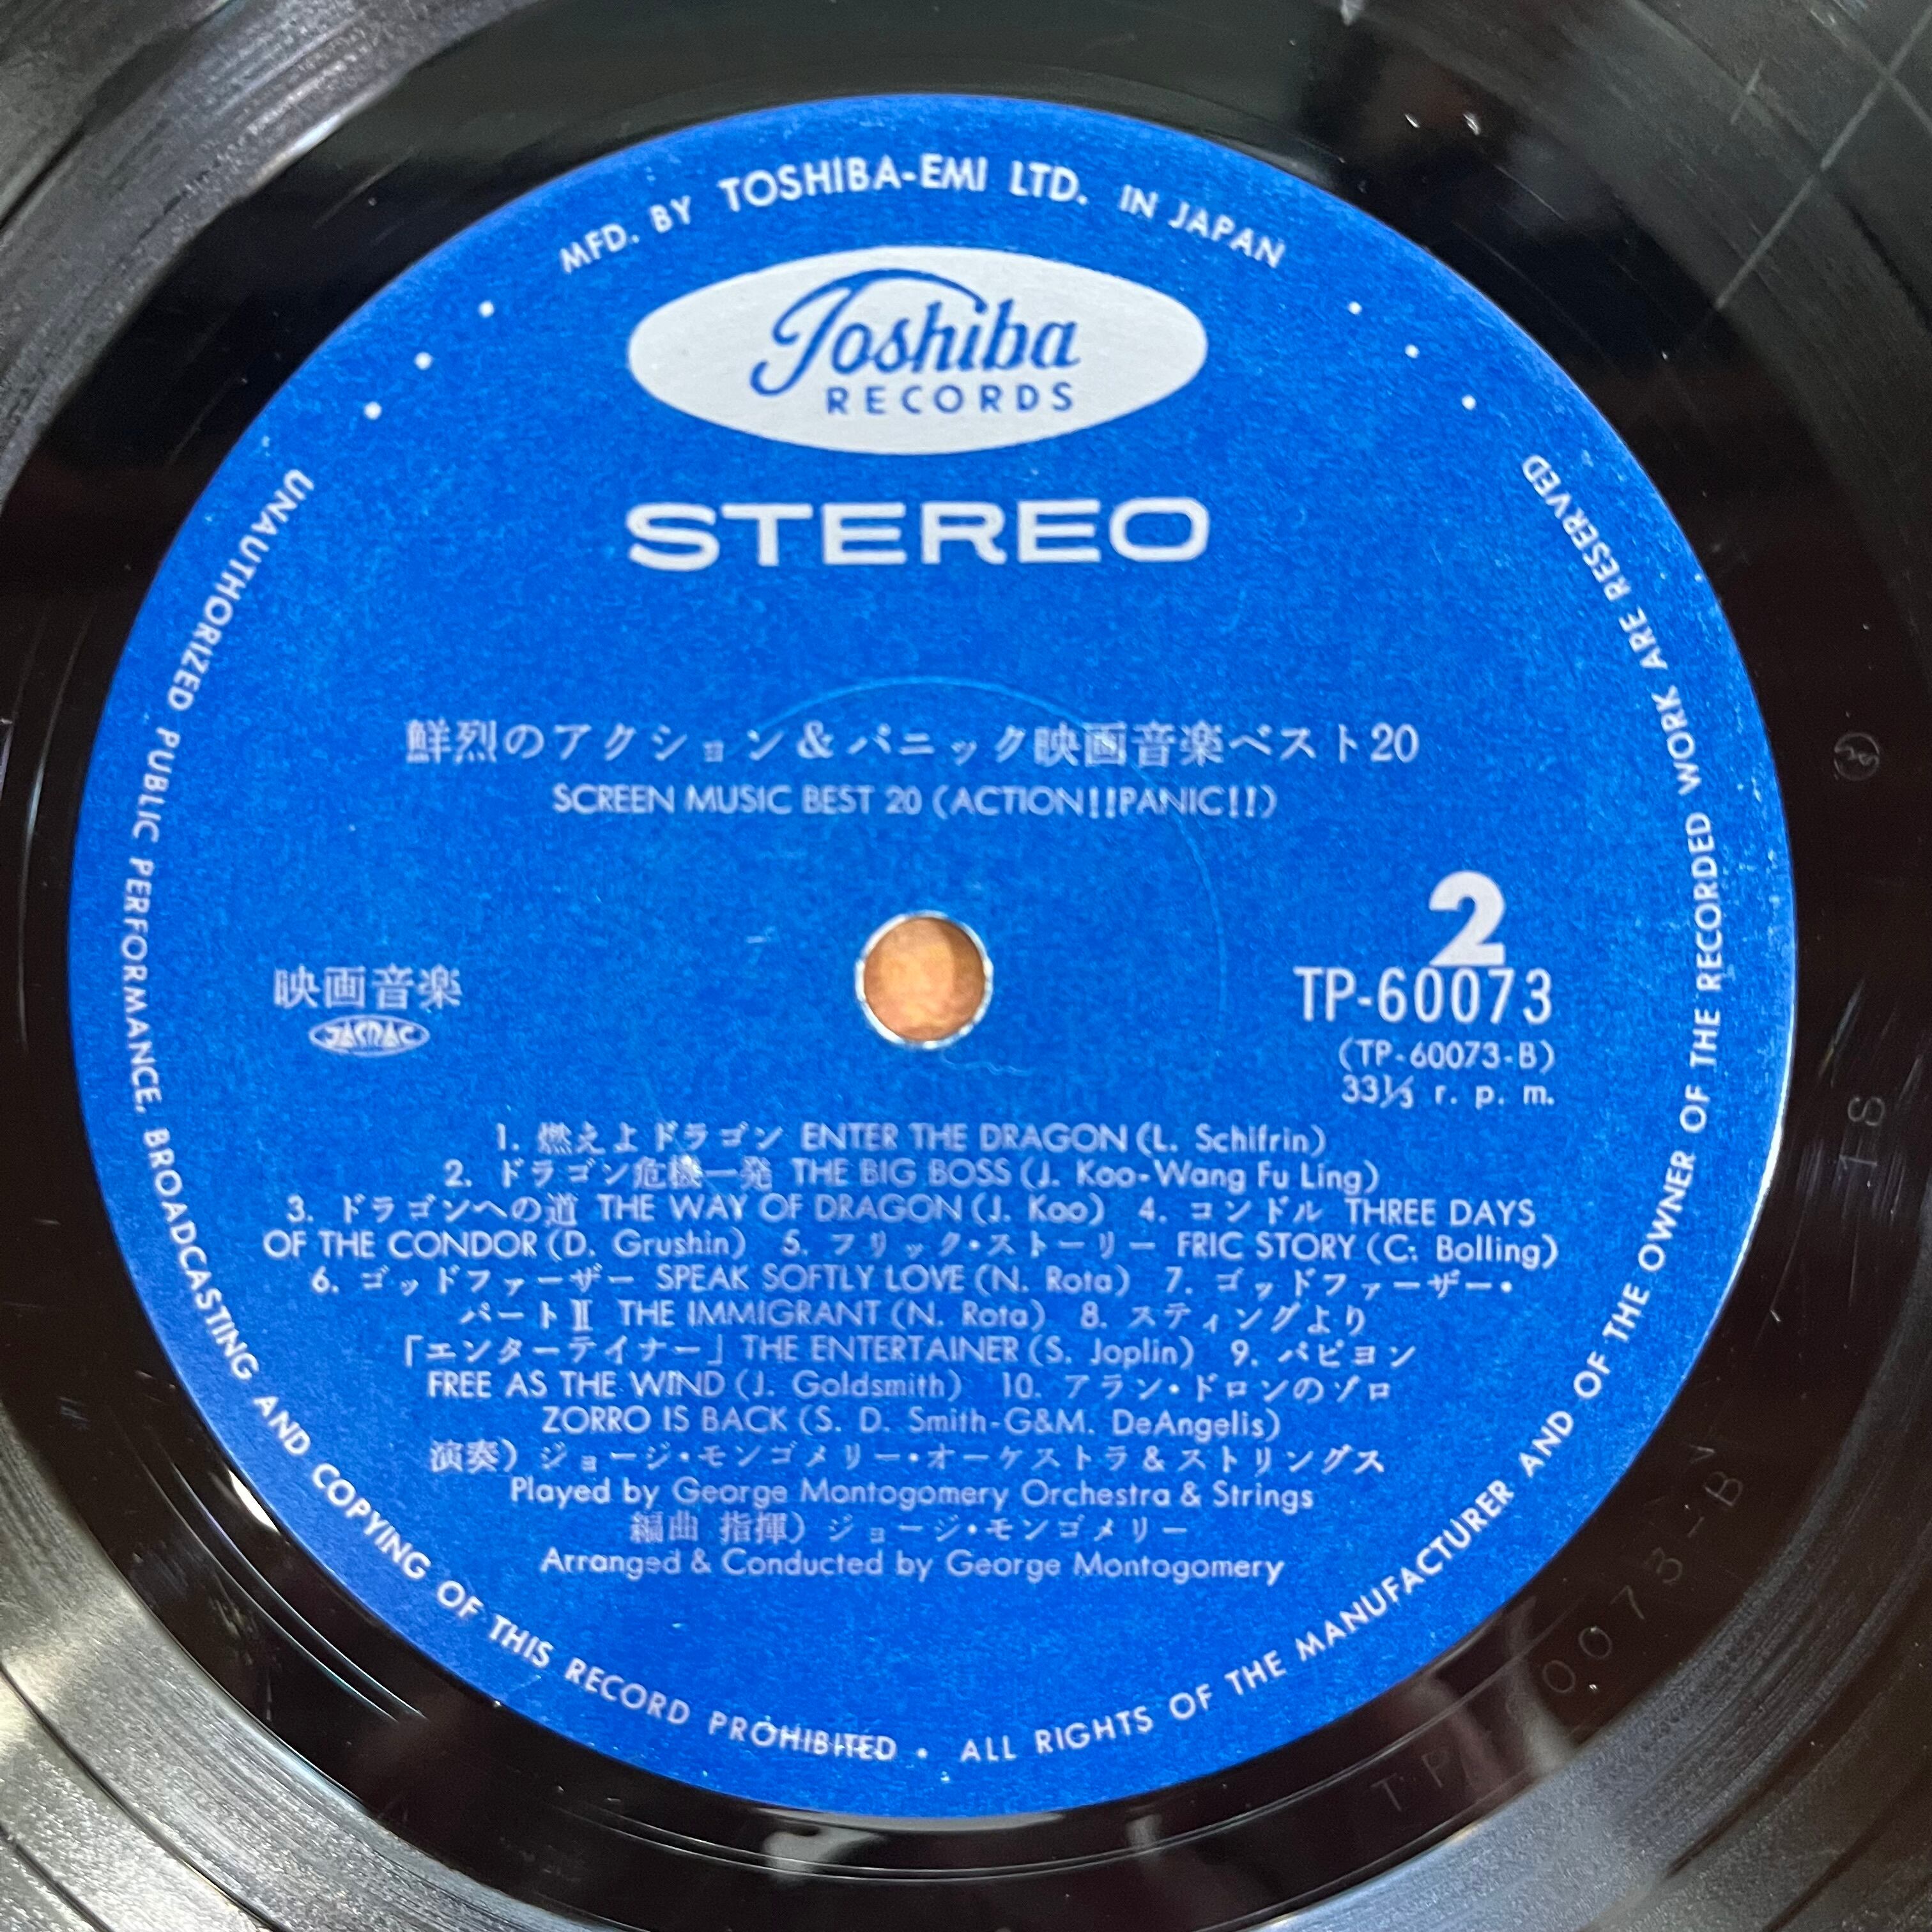 MFD. BY TOSHIBA-EMI LTD. IN JAPAN
Toshiba
RECORDS
STEREO
鮮烈のアクション&パニック映画音楽ベスト20
SCREEN MUSIC BEST 20 (ACTION!!PANIC!!)
2
映画音楽
TP-60073
JASRAC
(TP-60073-B)
33⅓ r. p. m.
1. 燃えよドラゴン ENTER THE DRAGON (L. Schifrin)
2. ドラゴン危機一発 THE BIG BOSS (J. Koo-Wang Fu Ling)
3. ドラゴンへの道 THE WAY OF DRAGON (J. Koo) 4. コンドル THREE DAYS
OF THE CONDOR (D. Grushin) 5. フリック・ストーリー FRIC STORY (C. Bolling)
6. ゴッドファーザー SPEAK SOFTLY LOVE (N. Rota) 7. ゴッドファーザー・
パートⅡ THE IMMIGRANT (N. Rota) 8. スティングより
「エンターテイナー」 THE ENTERTAINER (S. Joplin) 9. パピヨン
FREE AS THE WIND (J. Goldsmith) 10. アラン・ドロンのゾロ
ZORRO IS BACK (S. D. Smith-G&M. DeAngelis)
演奏) ジョージ・モンゴメリー・オーケストラ&ストリングス
Played by George Montogomery Orchestra & Strings
編曲 指揮) ジョージ・モンゴメリー
Arranged & Conducted by George Montogomery
UNAUTHORIZED PUBLIC PERFORMANCE, BROADCASTING AND COPYING OF THIS RECORD PROHIBITED • ALL RIGHTS OF THE MANUFACTURER AND OF THE OWNER OF THE RECORDED WORK ARE RESERVED
TP-60073-B
1S